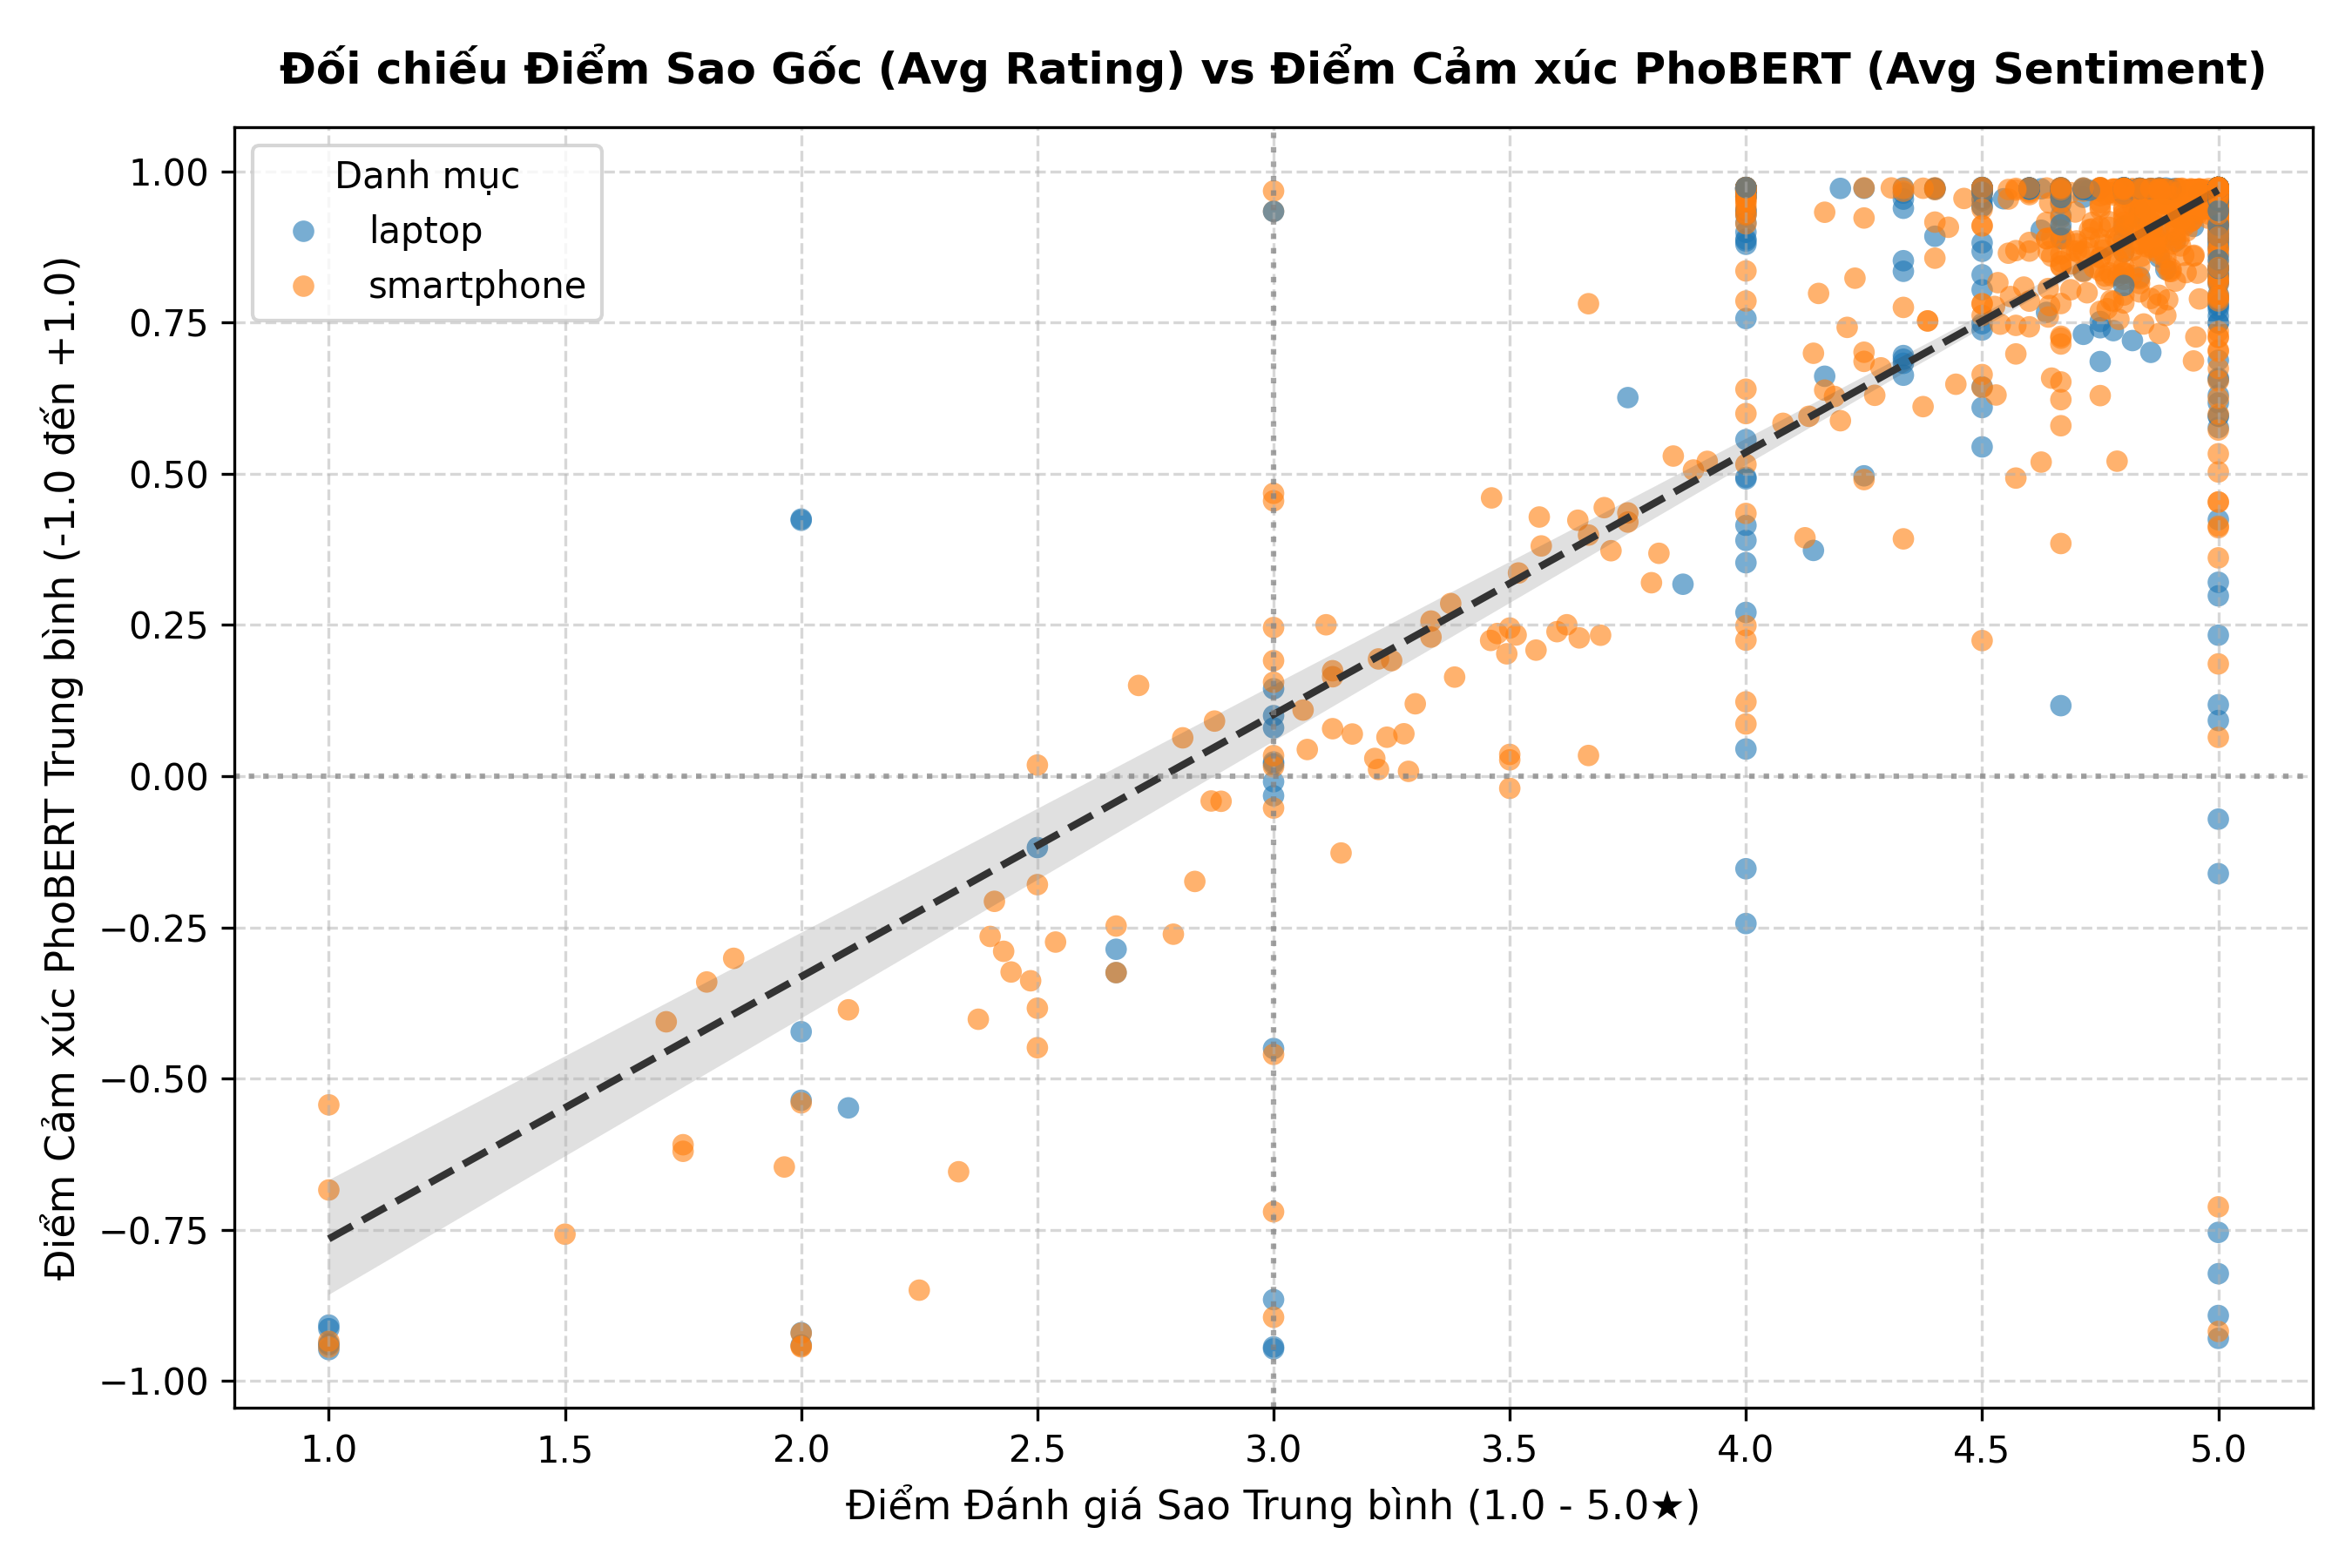 Đối chiếu Điểm Sao Gốc (Avg Rating) vs Điểm Cảm xúc PhoBERT (Avg Sentiment)
Danh mục
laptop
smartphone
Điểm Cảm xúc PhoBERT Trung bình (-1.0 đến +1.0)
1.00
0.75
0.50
0.25
0.00
−0.25
−0.50
−0.75
−1.00
1.0 1.5 2.0 2.5 3.0 3.5 4.0 4.5 5.0
Điểm Đánh giá Sao Trung bình (1.0 - 5.0★)